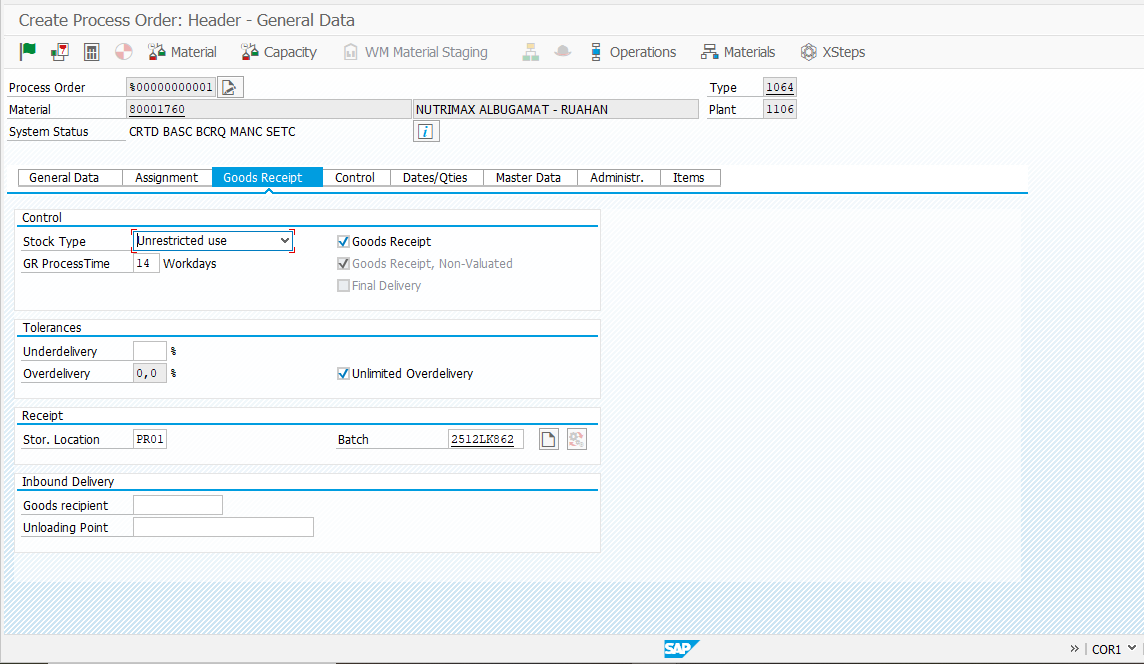 Create Process Order: Header - General Data
Material Capacity WM Material Staging Operations Materials XSteps
Process Order %00000000001 Type 1064
Material 80001760 NUTRIMAX ALBUGAMAT - RUAHAN Plant 1106
System Status CRTD BASC BCRQ MANC SETC
General Data Assignment Goods Receipt Control Dates/Qties Master Data Administr. Items
Control
Stock Type Unrestricted use Goods Receipt
GR ProcessTime 14 Workdays Goods Receipt, Non-Valuated
Final Delivery
Tolerances
Underdelivery %
Overdelivery 0,0 % Unlimited Overdelivery
Receipt
Stor. Location PR01 Batch 2512LK862
Inbound Delivery
Goods recipient
Unloading Point
SAP
COR1